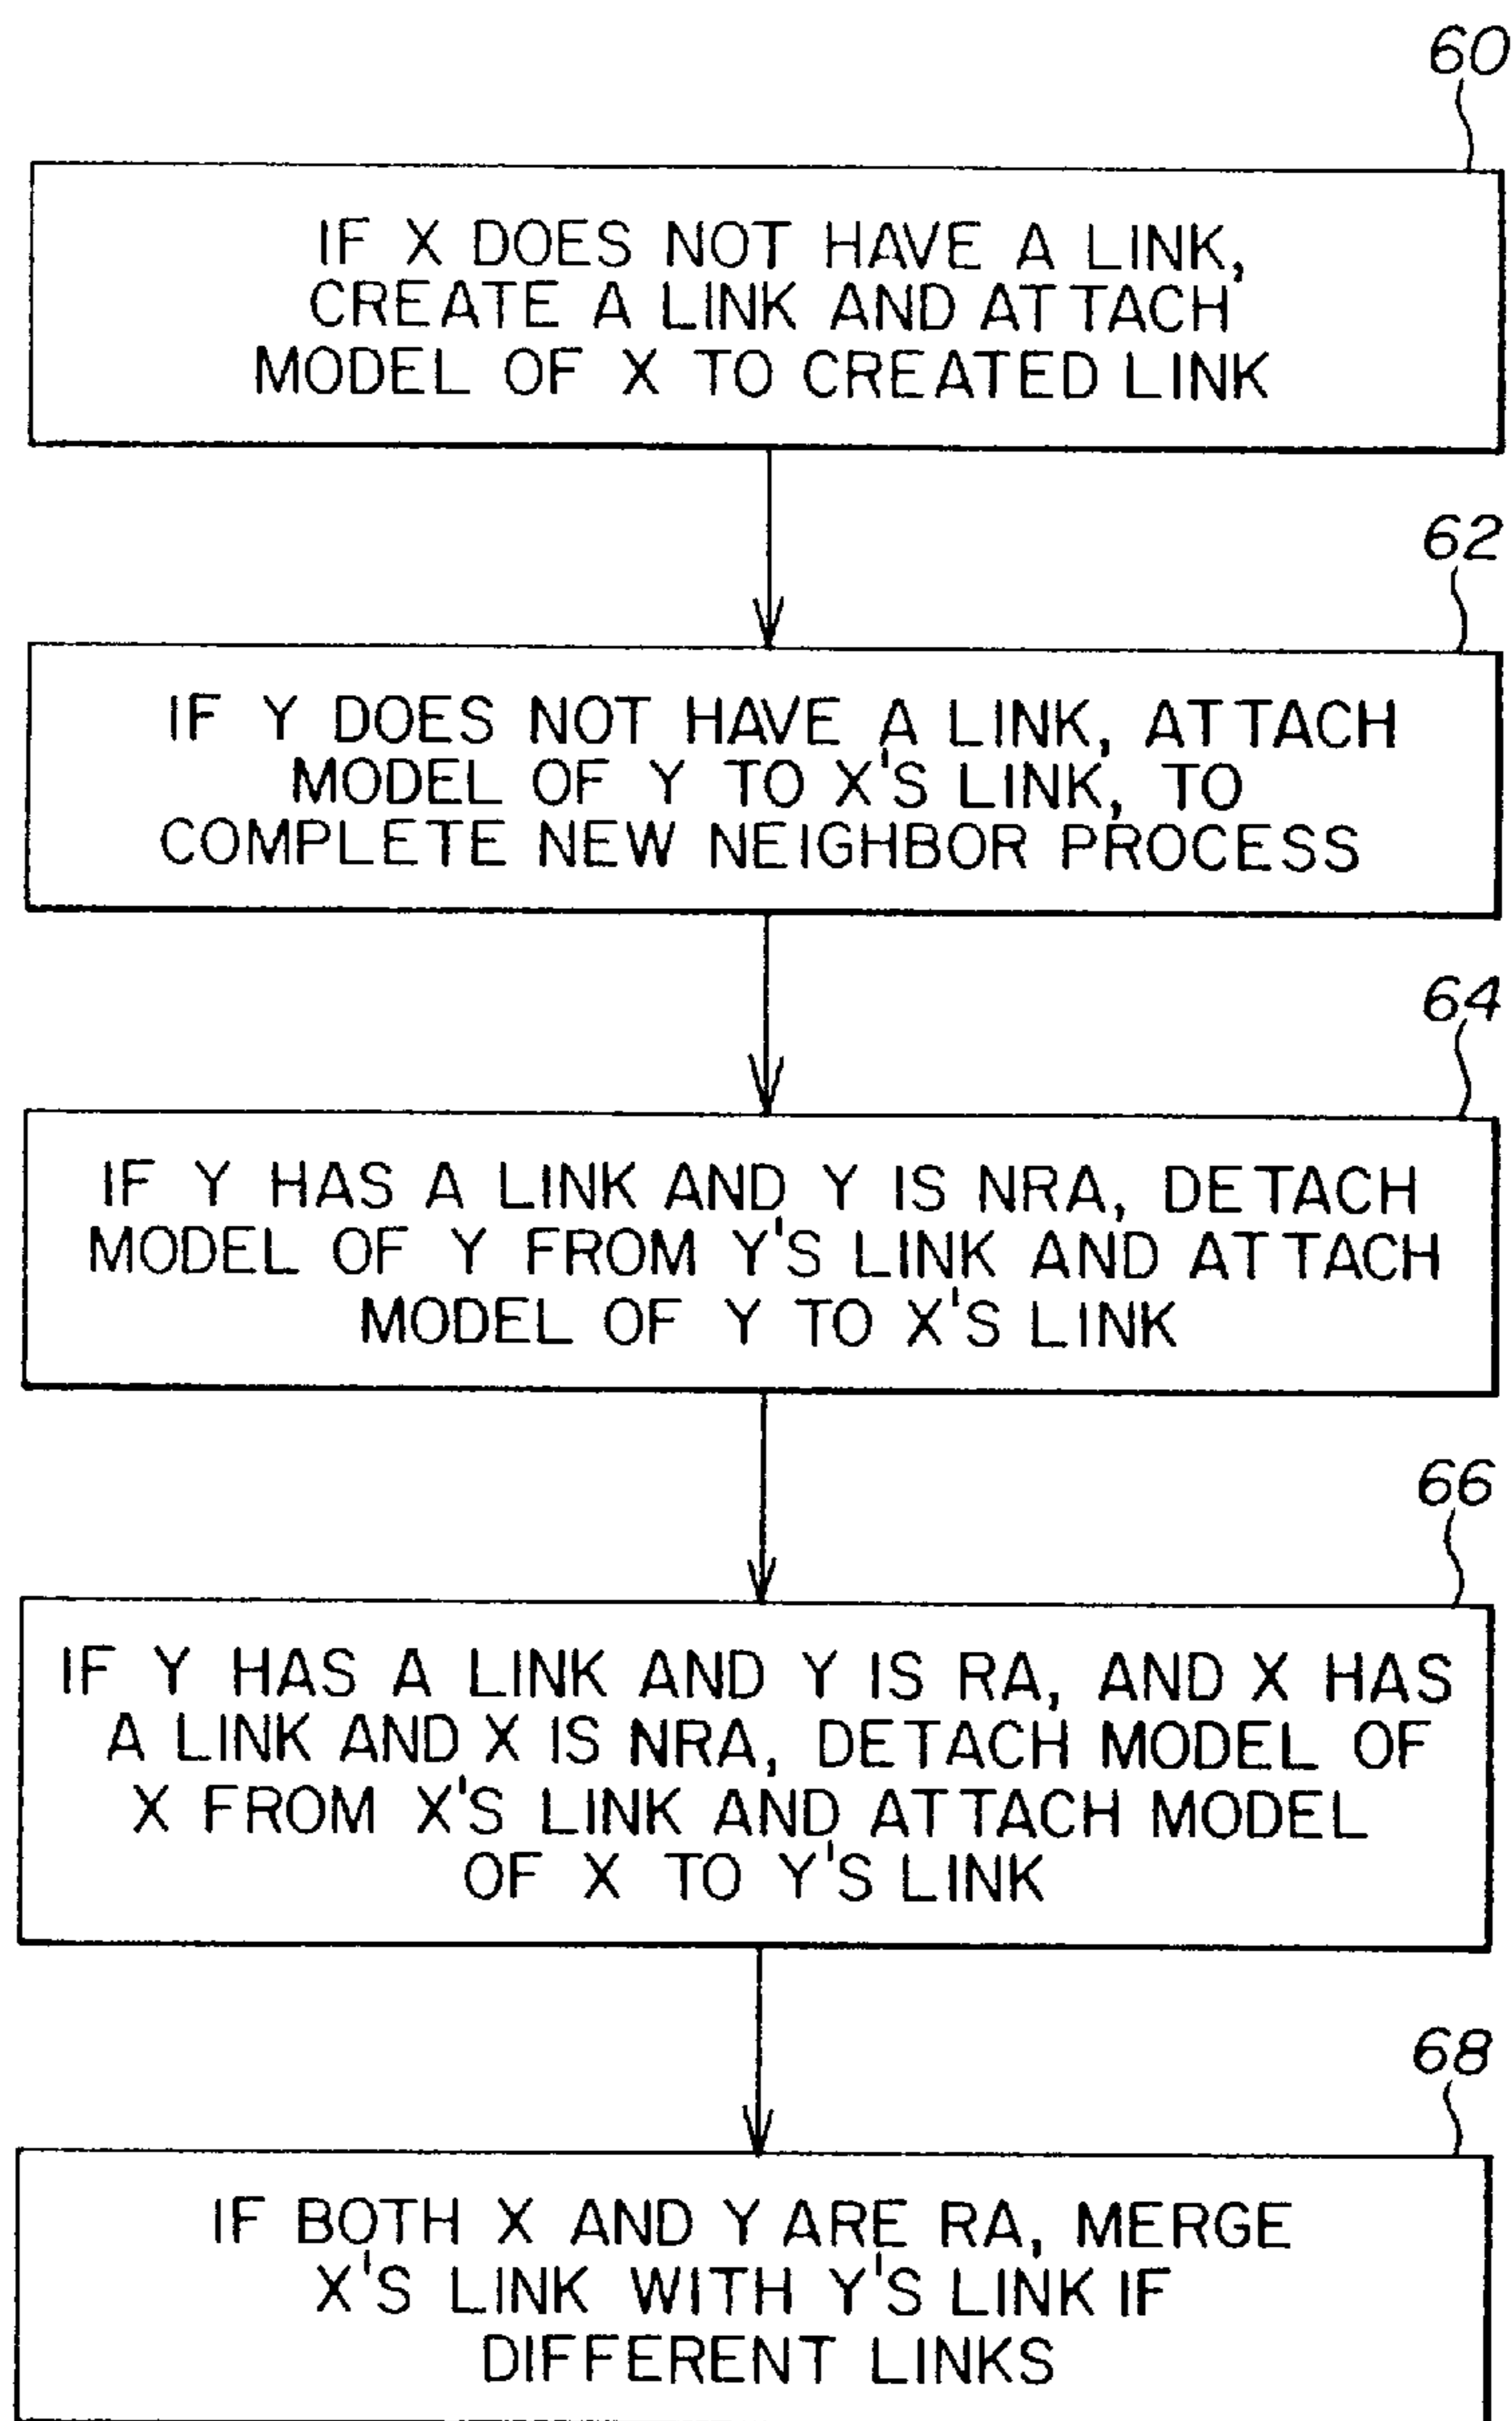 60
IF X DOES NOT HAVE A LINK,
CREATE A LINK AND ATTACH
MODEL OF X TO CREATED LINK
62
IF Y DOES NOT HAVE A LINK, ATTACH
MODEL OF Y TO X'S LINK, TO
COMPLETE NEW NEIGHBOR PROCESS
64
IF Y HAS A LINK AND Y IS NRA, DETACH
MODEL OF Y FROM Y'S LINK AND ATTACH
MODEL OF Y TO X'S LINK
66
IF Y HAS A LINK AND Y IS RA, AND X HAS
A LINK AND X IS NRA, DETACH MODEL OF
X FROM X'S LINK AND ATTACH MODEL
OF X TO Y'S LINK
68
IF BOTH X AND Y ARE RA, MERGE
X'S LINK WITH Y'S LINK IF
DIFFERENT LINKS